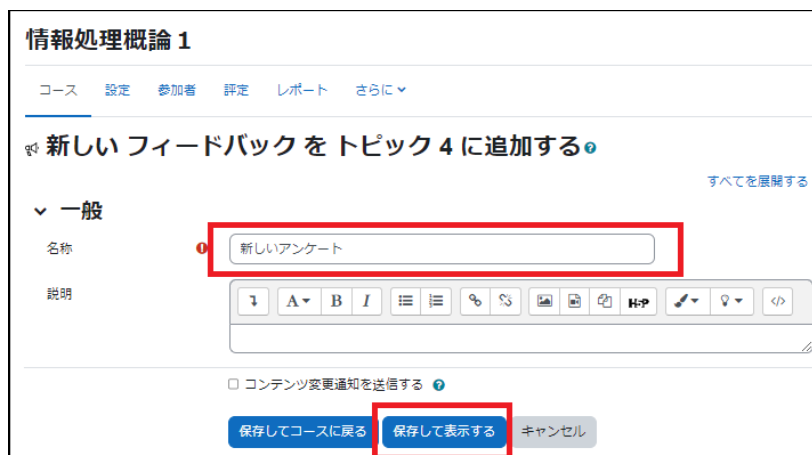 情報処理概論 1
コース 設定 参加者 評定 レポート さらに
新しい フィードバック を トピック 4 に追加する
すべてを展開する
一般
名称 新しいアンケート
説明
A B I H-P </>
コンテンツ変更通知を送信する
保存してコースに戻る 保存して表示する キャンセル